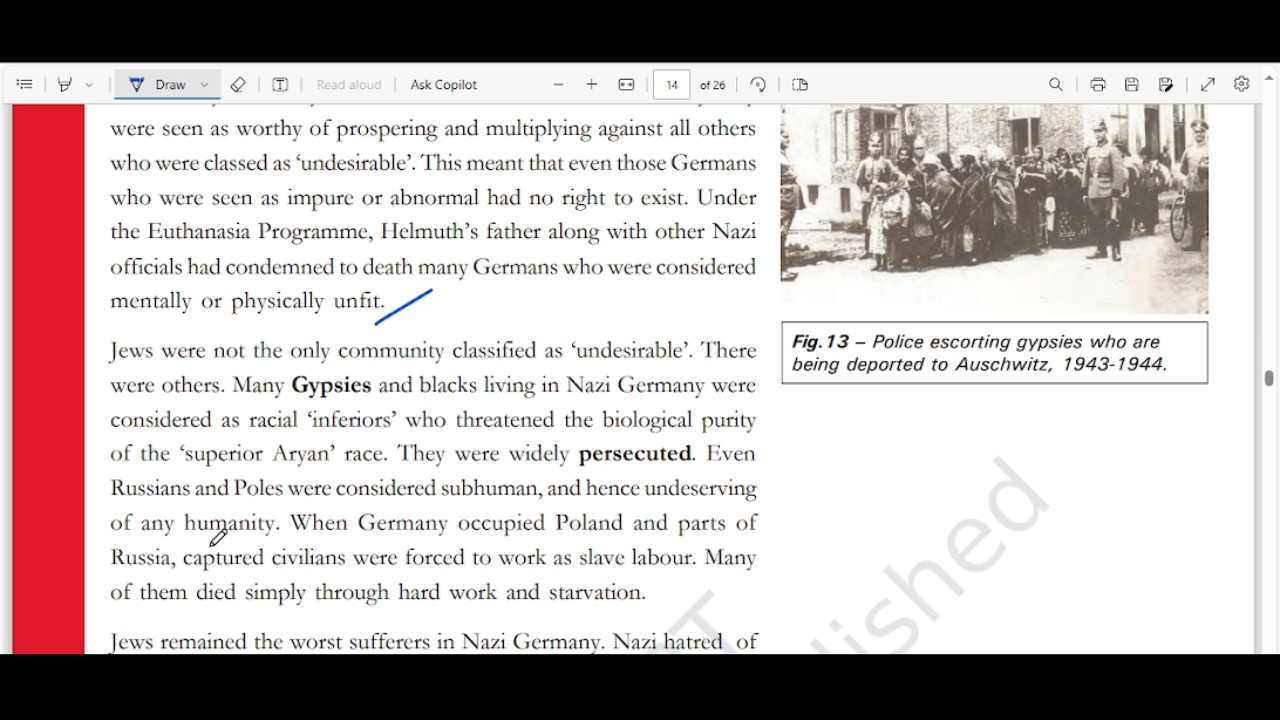 Draw
Read aloud
Ask Copilot
14
of 26
were seen as worthy of prospering and multiplying against all others
who were classed as ‘undesirable’. This meant that even those Germans
who were seen as impure or abnormal had no right to exist. Under
the Euthanasia Programme, Helmuth’s father along with other Nazi
officials had condemned to death many Germans who were considered
mentally or physically unfit.
Jews were not the only community classified as ‘undesirable’. There
were others. Many Gypsies and blacks living in Nazi Germany were
considered as racial ‘inferiors’ who threatened the biological purity
of the ‘superior Aryan’ race. They were widely persecuted. Even
Russians and Poles were considered subhuman, and hence undeserving
of any humanity. When Germany occupied Poland and parts of
Russia, captured civilians were forced to work as slave labour. Many
of them died simply through hard work and starvation.
Jews remained the worst sufferers in Nazi Germany. Nazi hatred of
Fig.13 – Police escorting gypsies who are
being deported to Auschwitz, 1943-1944.